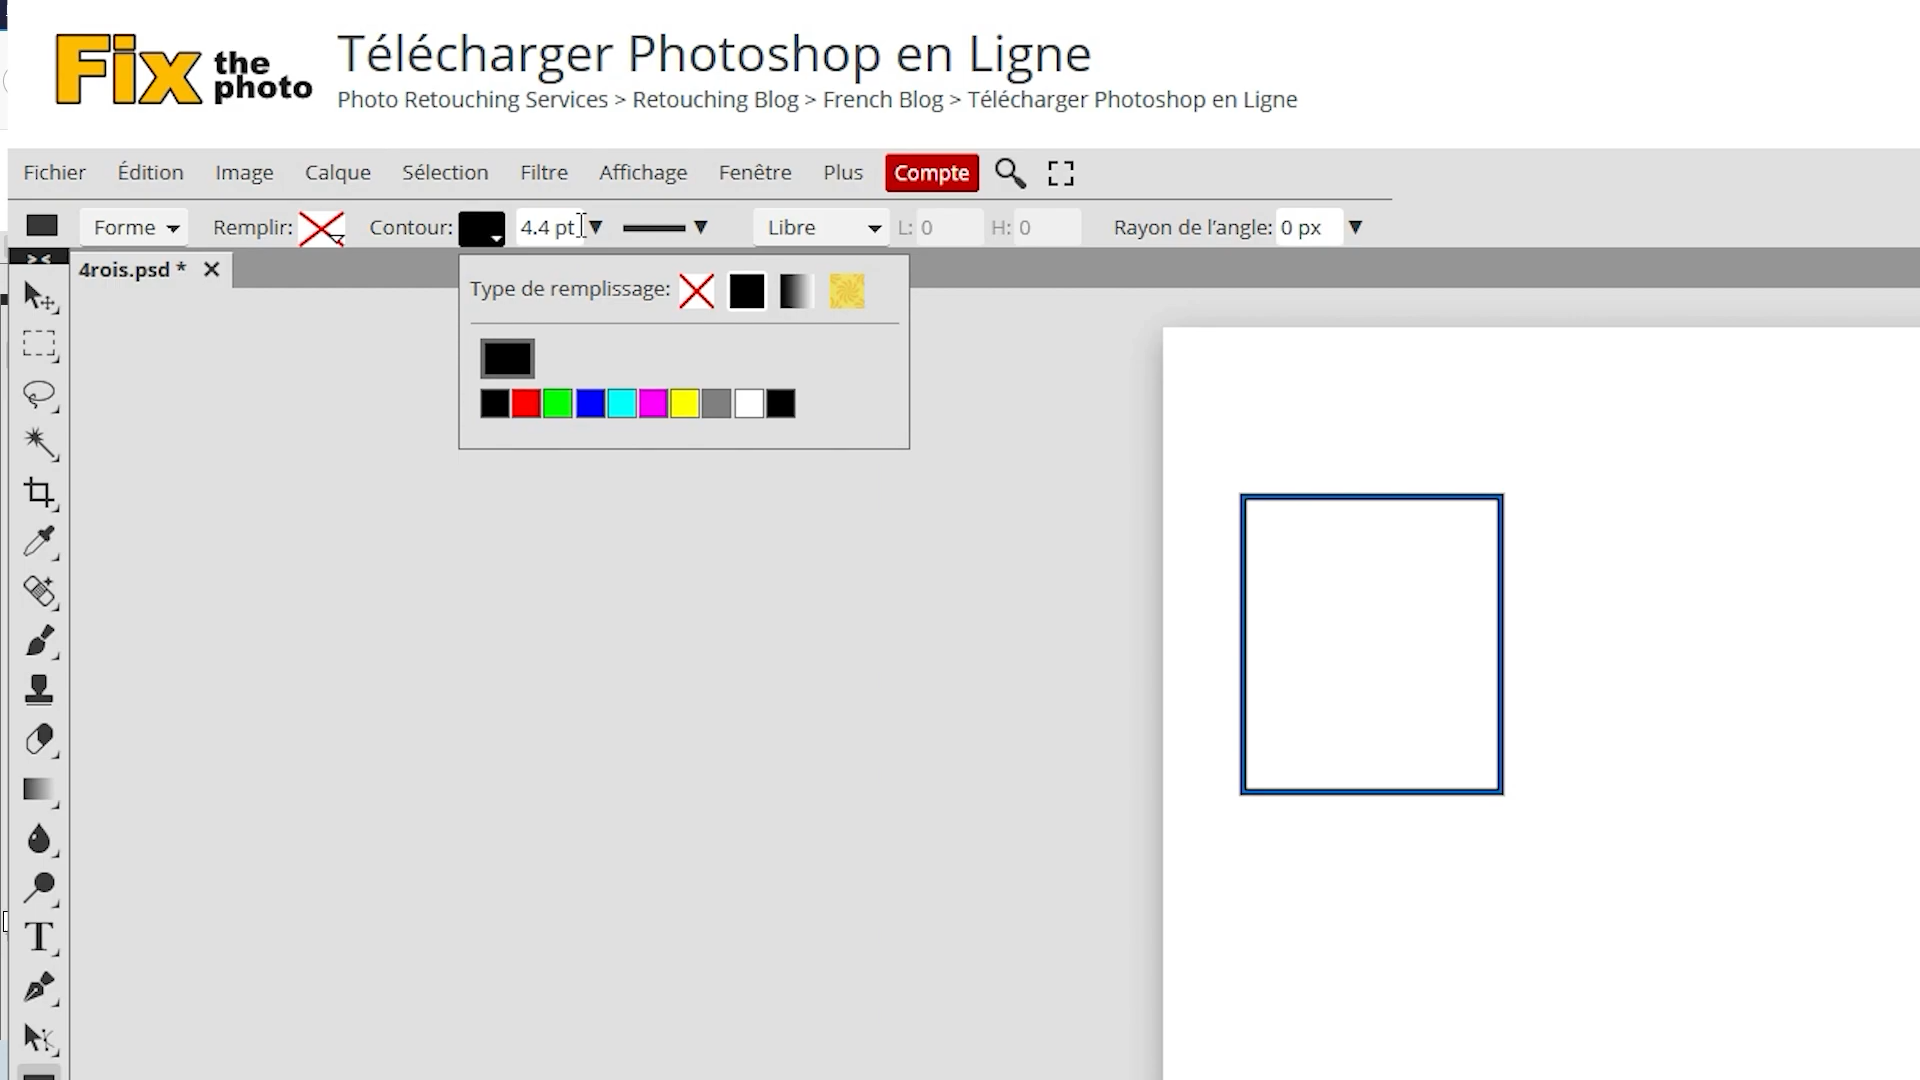 Fix the photo
Télécharger Photoshop en Ligne
Photo Retouching Services > Retouching Blog > French Blog > Télécharger Photoshop en Ligne
Fichier Édition Image Calque Sélection Filtre Affichage Fenêtre Plus Compte
Forme Remplir: Contour: 4.4 pt Libre L: 0 H: 0 Rayon de l'angle: 0 px
4rois.psd *
Type de remplissage: